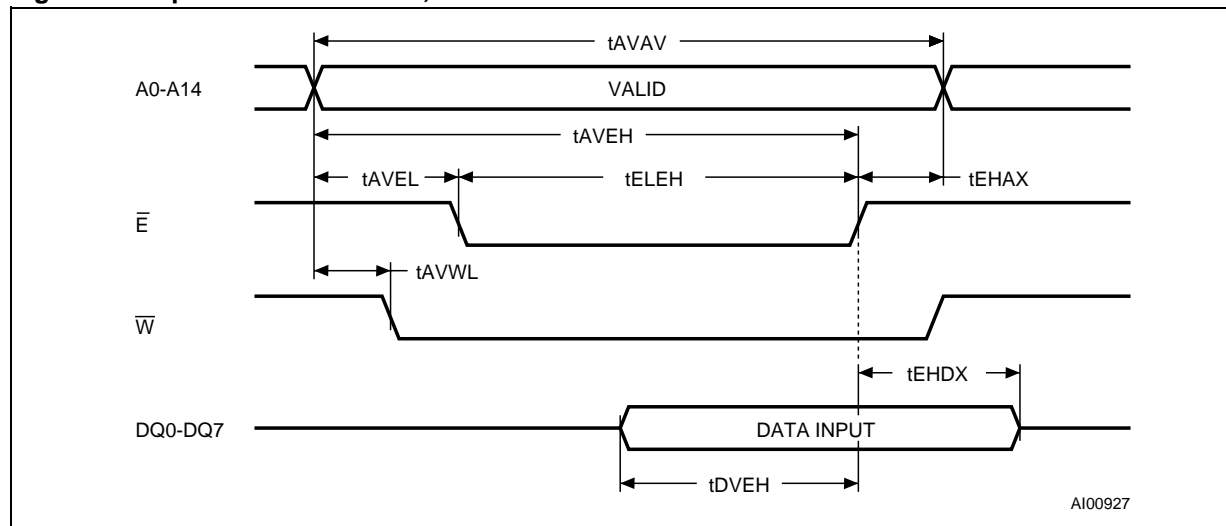 tAVAV
A0-A14
VALID
tAVEH
tAVEL
tELEH
tEHAX
E̅
tAVWL
W̅
tEHDX
DQ0-DQ7
DATA INPUT
tDVEH
AI00927